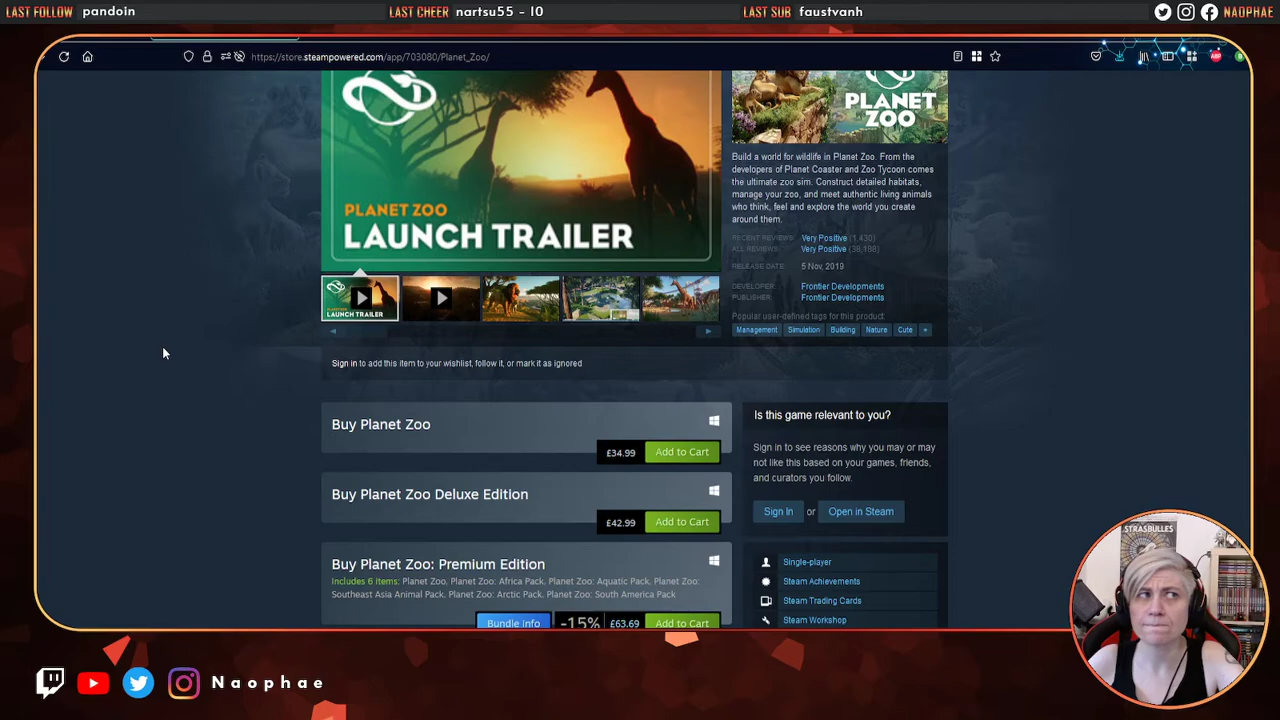 LAST FOLLOW pandoin LAST CHEER nartsu55 - 10 LAST SUB faustvanh NAOPHAE
https://store.steampowered.com/app/703080/Planet_Zoo/
ABP
PLANET ZOO
LAUNCH TRAILER
LAUNCH TRAILER
PLANET
ZOO
Build a world for wildlife in Planet Zoo. From the
developers of Planet Coaster and Zoo Tycoon comes
the ultimate zoo sim. Construct detailed habitats,
manage your zoo, and meet authentic living animals
who think, feel and explore the world you create
around them.
RECENT REVIEWS: Very Positive (1,430)
ALL REVIEWS: Very Positive
RELEASE DATE: 5 Nov, 2019
DEVELOPER: Frontier Developments
PUBLISHER: Frontier Developments
Popular user-defined tags for this product:
Management Simulation Building Nature Cute +
Sign in to add this item to your wishlist, follow it, or mark it as ignored
Buy Planet Zoo
£34.99 Add to Cart
Buy Planet Zoo Deluxe Edition
£42.99 Add to Cart
Buy Planet Zoo: Premium Edition
Includes 6 items: Planet Zoo, Planet Zoo: Africa Pack, Planet Zoo: Aquatic Pack, Planet Zoo:
Southeast Asia Animal Pack, Planet Zoo: Arctic Pack, Planet Zoo: South America Pack
Bundle info -15% £63.69 Add to Cart
Is this game relevant to you?
Sign in to see reasons why you may or may
not like this based on your games, friends,
and curators you follow.
Sign In or Open in Steam
Single-player
Steam Achievements
Steam Trading Cards
Steam Workshop
STRASBULLES
Naophae